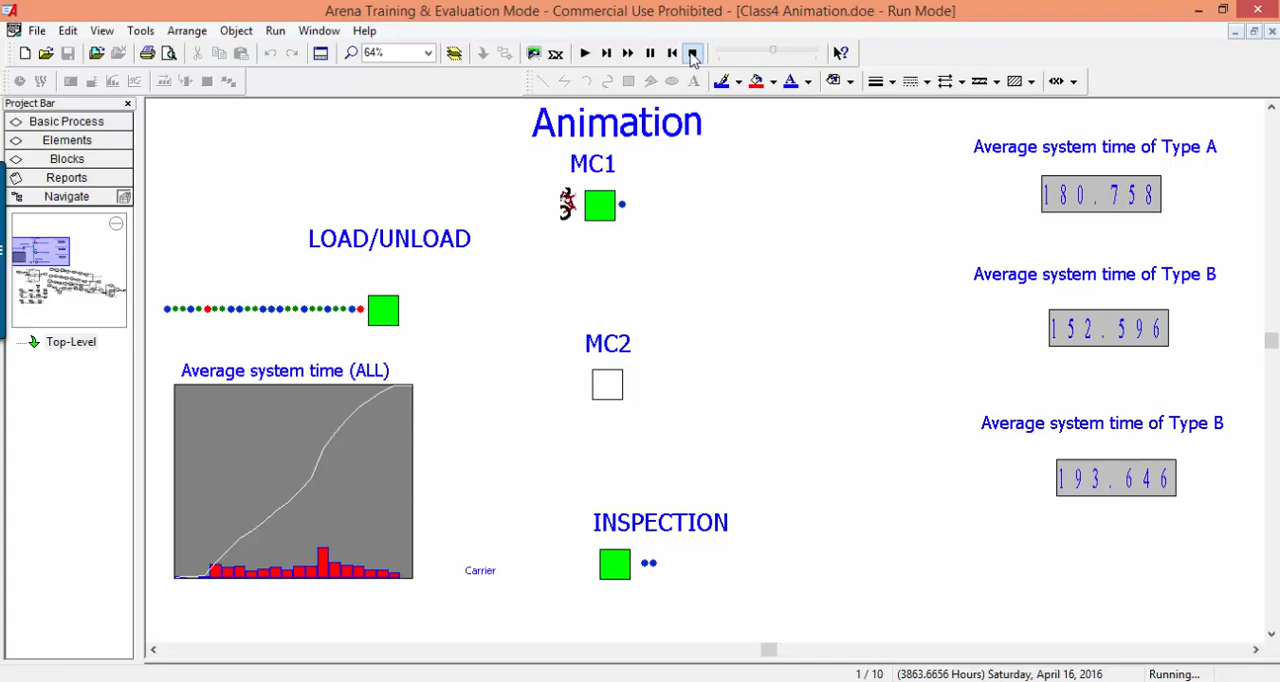 Arena Training & Evaluation Mode - Commercial Use Prohibited - [Class4 Animation.doe - Run Mode]
File Edit View Tools Arrange Object Run Window Help
64%
Project Bar
Basic Process
Elements
Blocks
Reports
Navigate
Top-Level
Animation
MC1
LOAD/UNLOAD
MC2
Average system time (ALL)
INSPECTION
Carrier
Average system time of Type A
180.758
Average system time of Type B
152.596
Average system time of Type B
193.646
1 / 10 (3863.6656 Hours) Saturday, April 16, 2016 Running...